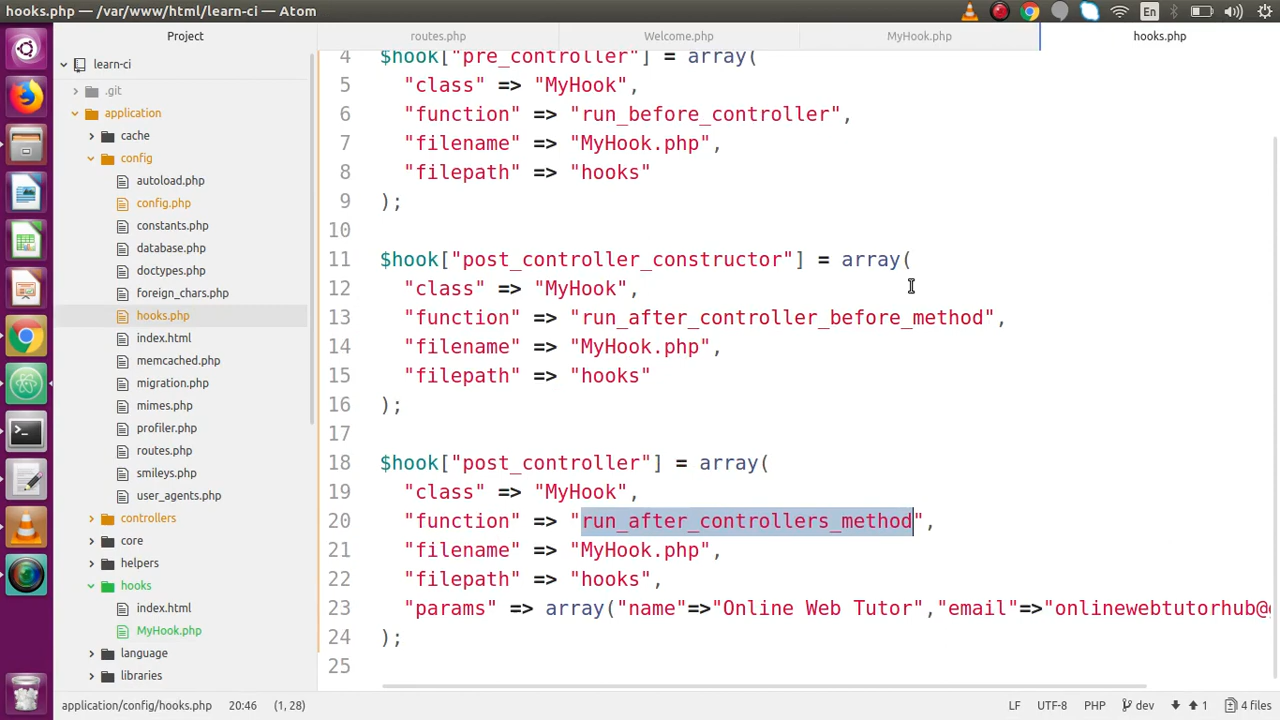 hooks.php — /var/www/html/learn-ci — Atom
En
Project
routes.php
Welcome.php
MyHook.php
hooks.php
learn-ci
.git
application
cache
config
autoload.php
config.php
constants.php
database.php
doctypes.php
foreign_chars.php
hooks.php
index.html
memcached.php
migration.php
mimes.php
profiler.php
routes.php
smileys.php
user_agents.php
controllers
core
helpers
hooks
index.html
MyHook.php
language
libraries
4 $hook["pre_controller"] = array(
5 "class" => "MyHook",
6 "function" => "run_before_controller",
7 "filename" => "MyHook.php",
8 "filepath" => "hooks"
9 );
10
11 $hook["post_controller_constructor"] = array(
12 "class" => "MyHook",
13 "function" => "run_after_controller_before_method",
14 "filename" => "MyHook.php",
15 "filepath" => "hooks"
16 );
17
18 $hook["post_controller"] = array(
19 "class" => "MyHook",
20 "function" => "run_after_controllers_method",
21 "filename" => "MyHook.php",
22 "filepath" => "hooks",
23 "params" => array("name"=>"Online Web Tutor","email"=>"onlinewebtutorhub@
24 );
25
application/config/hooks.php 20:46 (1, 28)
LF UTF-8 PHP dev 1 4 files